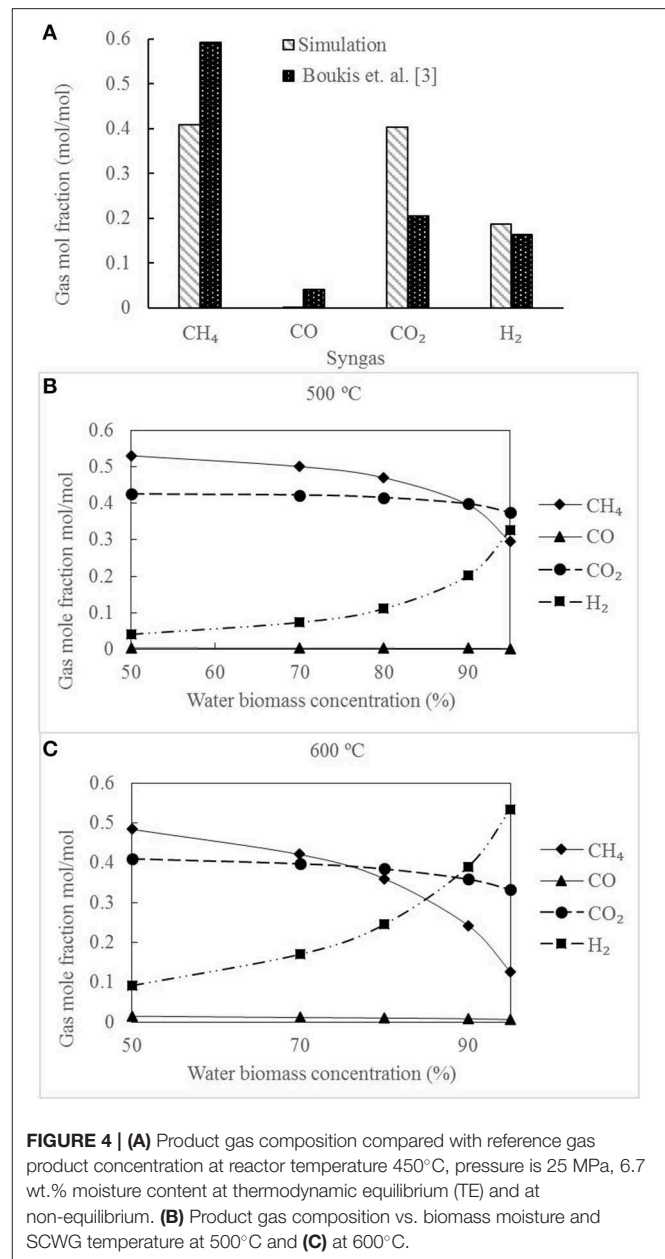 A
Gas mol fraction (mol/mol)
0.6
0.5
0.4
0.3
0.2
0.1
0
Simulation
Boukis et. al. [3]
CH₄ CO CO₂ H₂
Syngas
B
500 ºC
Gas mole fraction mol/mol
0.6
0.5
0.4
0.3
0.2
0.1
0
50 60 70 80 90
Water biomass concentration (%)
CH₄
CO
CO₂
H₂
C
600 ºC
Gas mole fraction mol/mol
0.6
0.5
0.4
0.3
0.2
0.1
0
50 70 90
Water biomass concentration (%)
CH₄
CO
CO₂
H₂
FIGURE 4 | (A) Product gas composition compared with reference gas
product concentration at reactor temperature 450°C, pressure is 25 MPa, 6.7
wt.% moisture content at thermodynamic equilibrium (TE) and at
non-equilibrium. (B) Product gas composition vs. biomass moisture and
SCWG temperature at 500°C and (C) at 600°C.